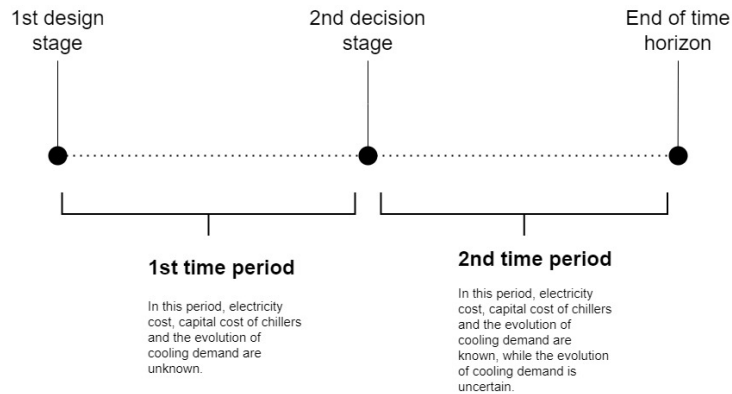 1st design
stage
2nd decision
stage
End of time
horizon
1st time period
In this period, electricity
cost, capital cost of chillers
and the evolution of
cooling demand are
unknown.
2nd time period
In this period, electricity
cost, capital cost of chillers
and the evolution of
cooling demand are
known, while the evolution
of cooling demand is
uncertain.